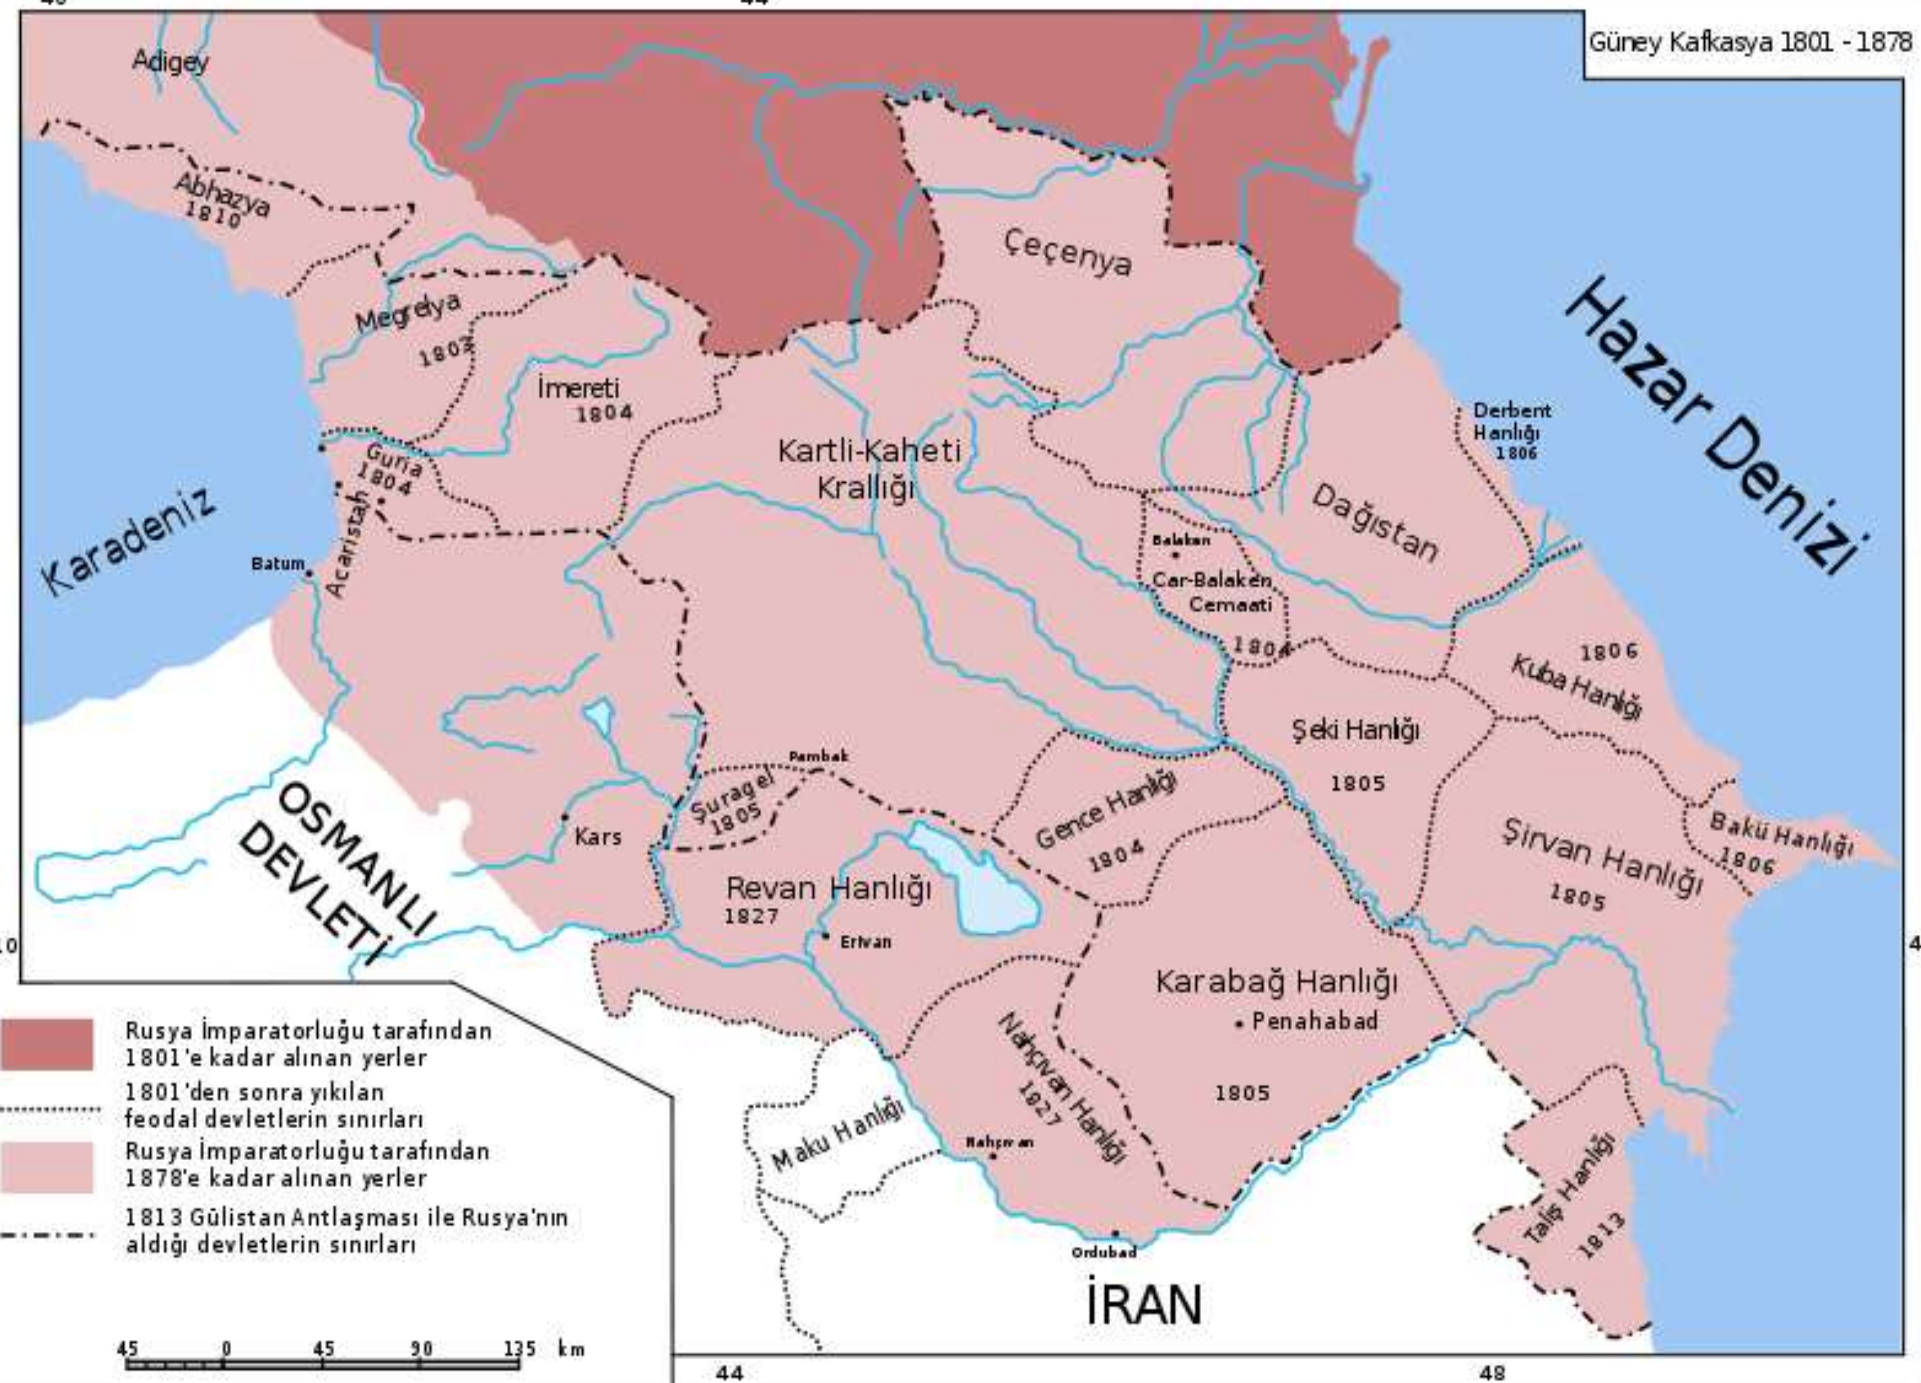 44
Güney Kafkasya 1801 - 1878
Adigey
Abhazya
1810
Çeçenya
Megrelya
1803
İmereti
1804
Hazar Denizi
Derbent
Hanlığı
1806
Kartli-Kaheti
Krallığı
Guria
1804
Karadeniz
Acaristan
Batum
Dağıstan
Balaken
Car-Balaken
Cemaati
1804
1806
Kuba Hanlığı
Şeki Hanlığı
1805
Pambak
Şuragel
1805
Gence Hanlığı
1804
OSMANLI
DEVLETİ
Kars
Şirvan Hanlığı
1805
Bakü Hanlığı
1806
Revan Hanlığı
1827
Erivan
Karabağ Hanlığı
Penahabad
1805
Nahçıvan Hanlığı
1827
Maku Hanlığı
Nahçıvan
Ordubad
Talış Hanlığı
1813
İRAN
Rusya İmparatorluğu tarafından
1801'e kadar alınan yerler
1801'den sonra yıkılan
feodal devletlerin sınırları
Rusya İmparatorluğu tarafından
1878'e kadar alınan yerler
1813 Gülistan Antlaşması ile Rusya'nın
aldığı devletlerin sınırları
45 0 45 90 135 km
44 48